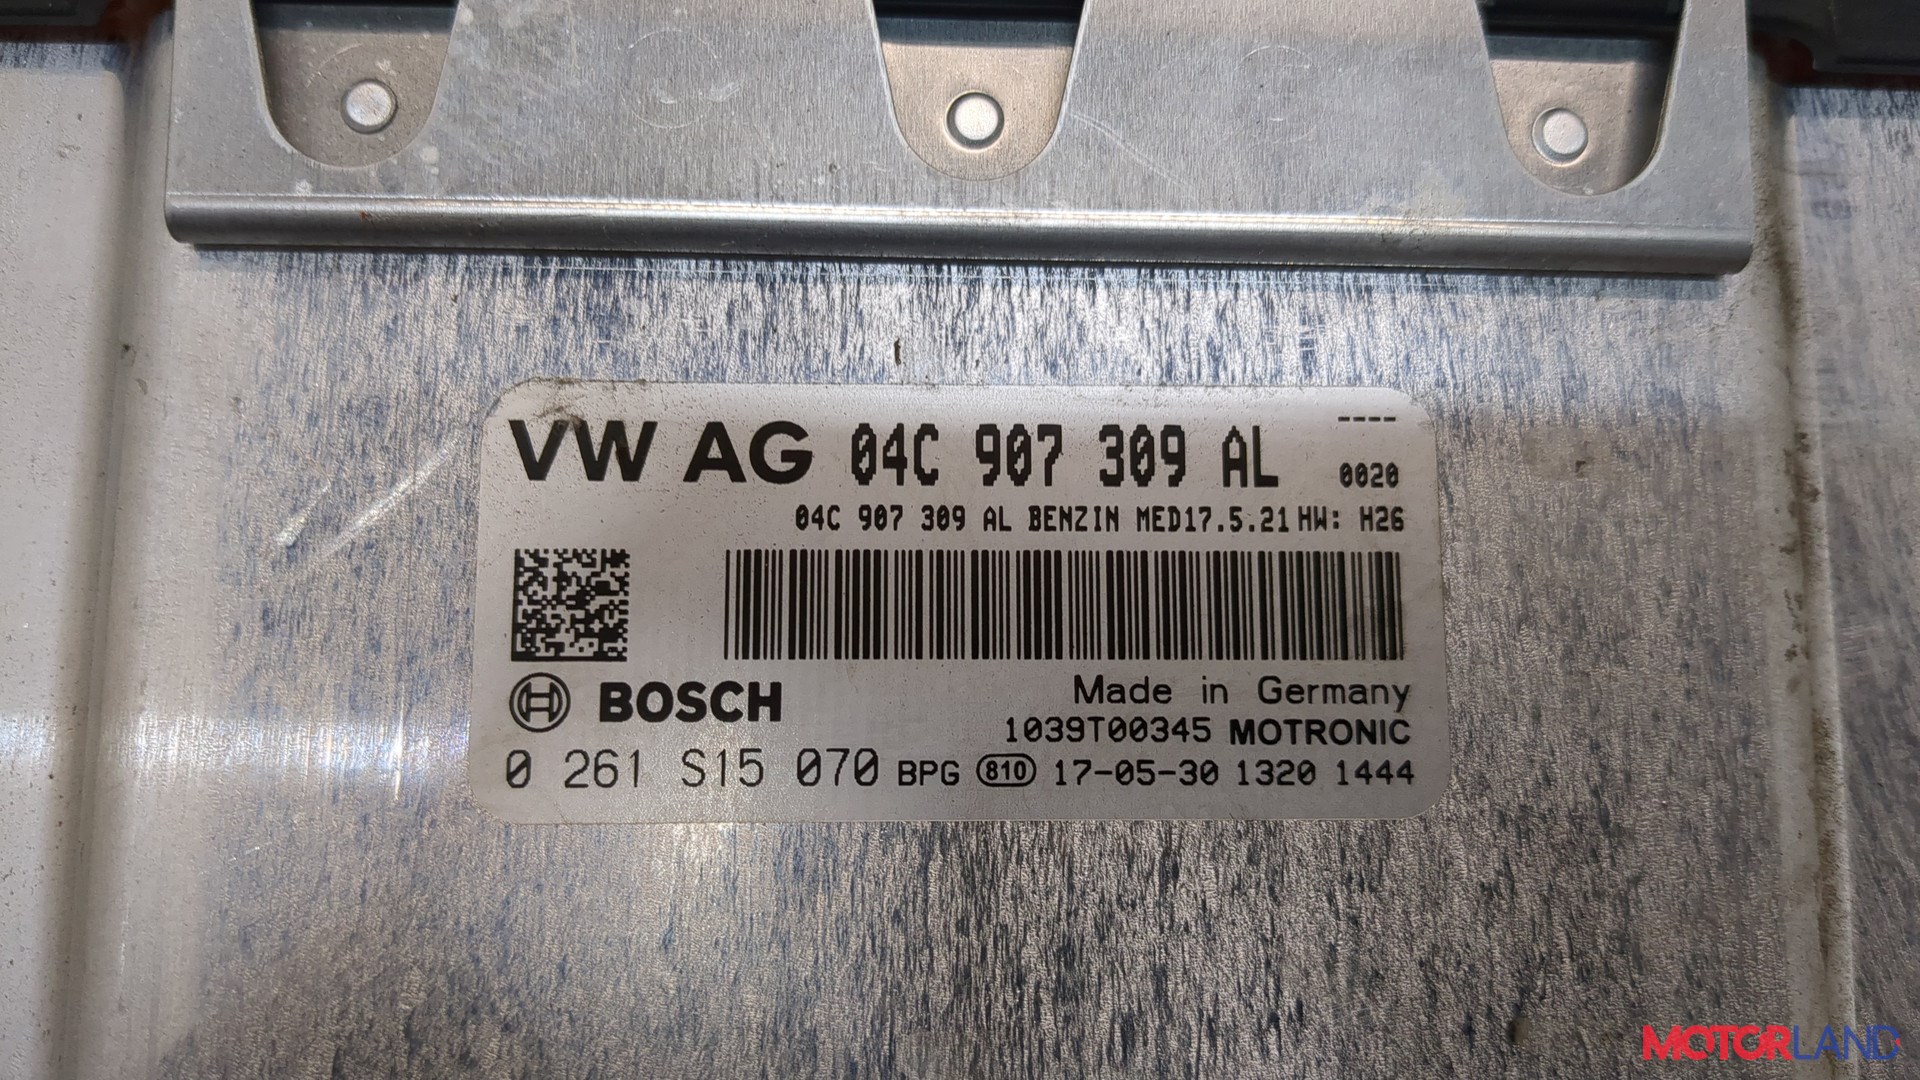 VW AG 04C 907 309 AL ---- 0020
04C 907 309 AL BENZIN MED17.5.21 HW: H26
BOSCH Made in Germany
1039T00345 MOTRONIC
0 261 S15 070 BPG 810 17-05-30 1320 1444
MOTORLAND